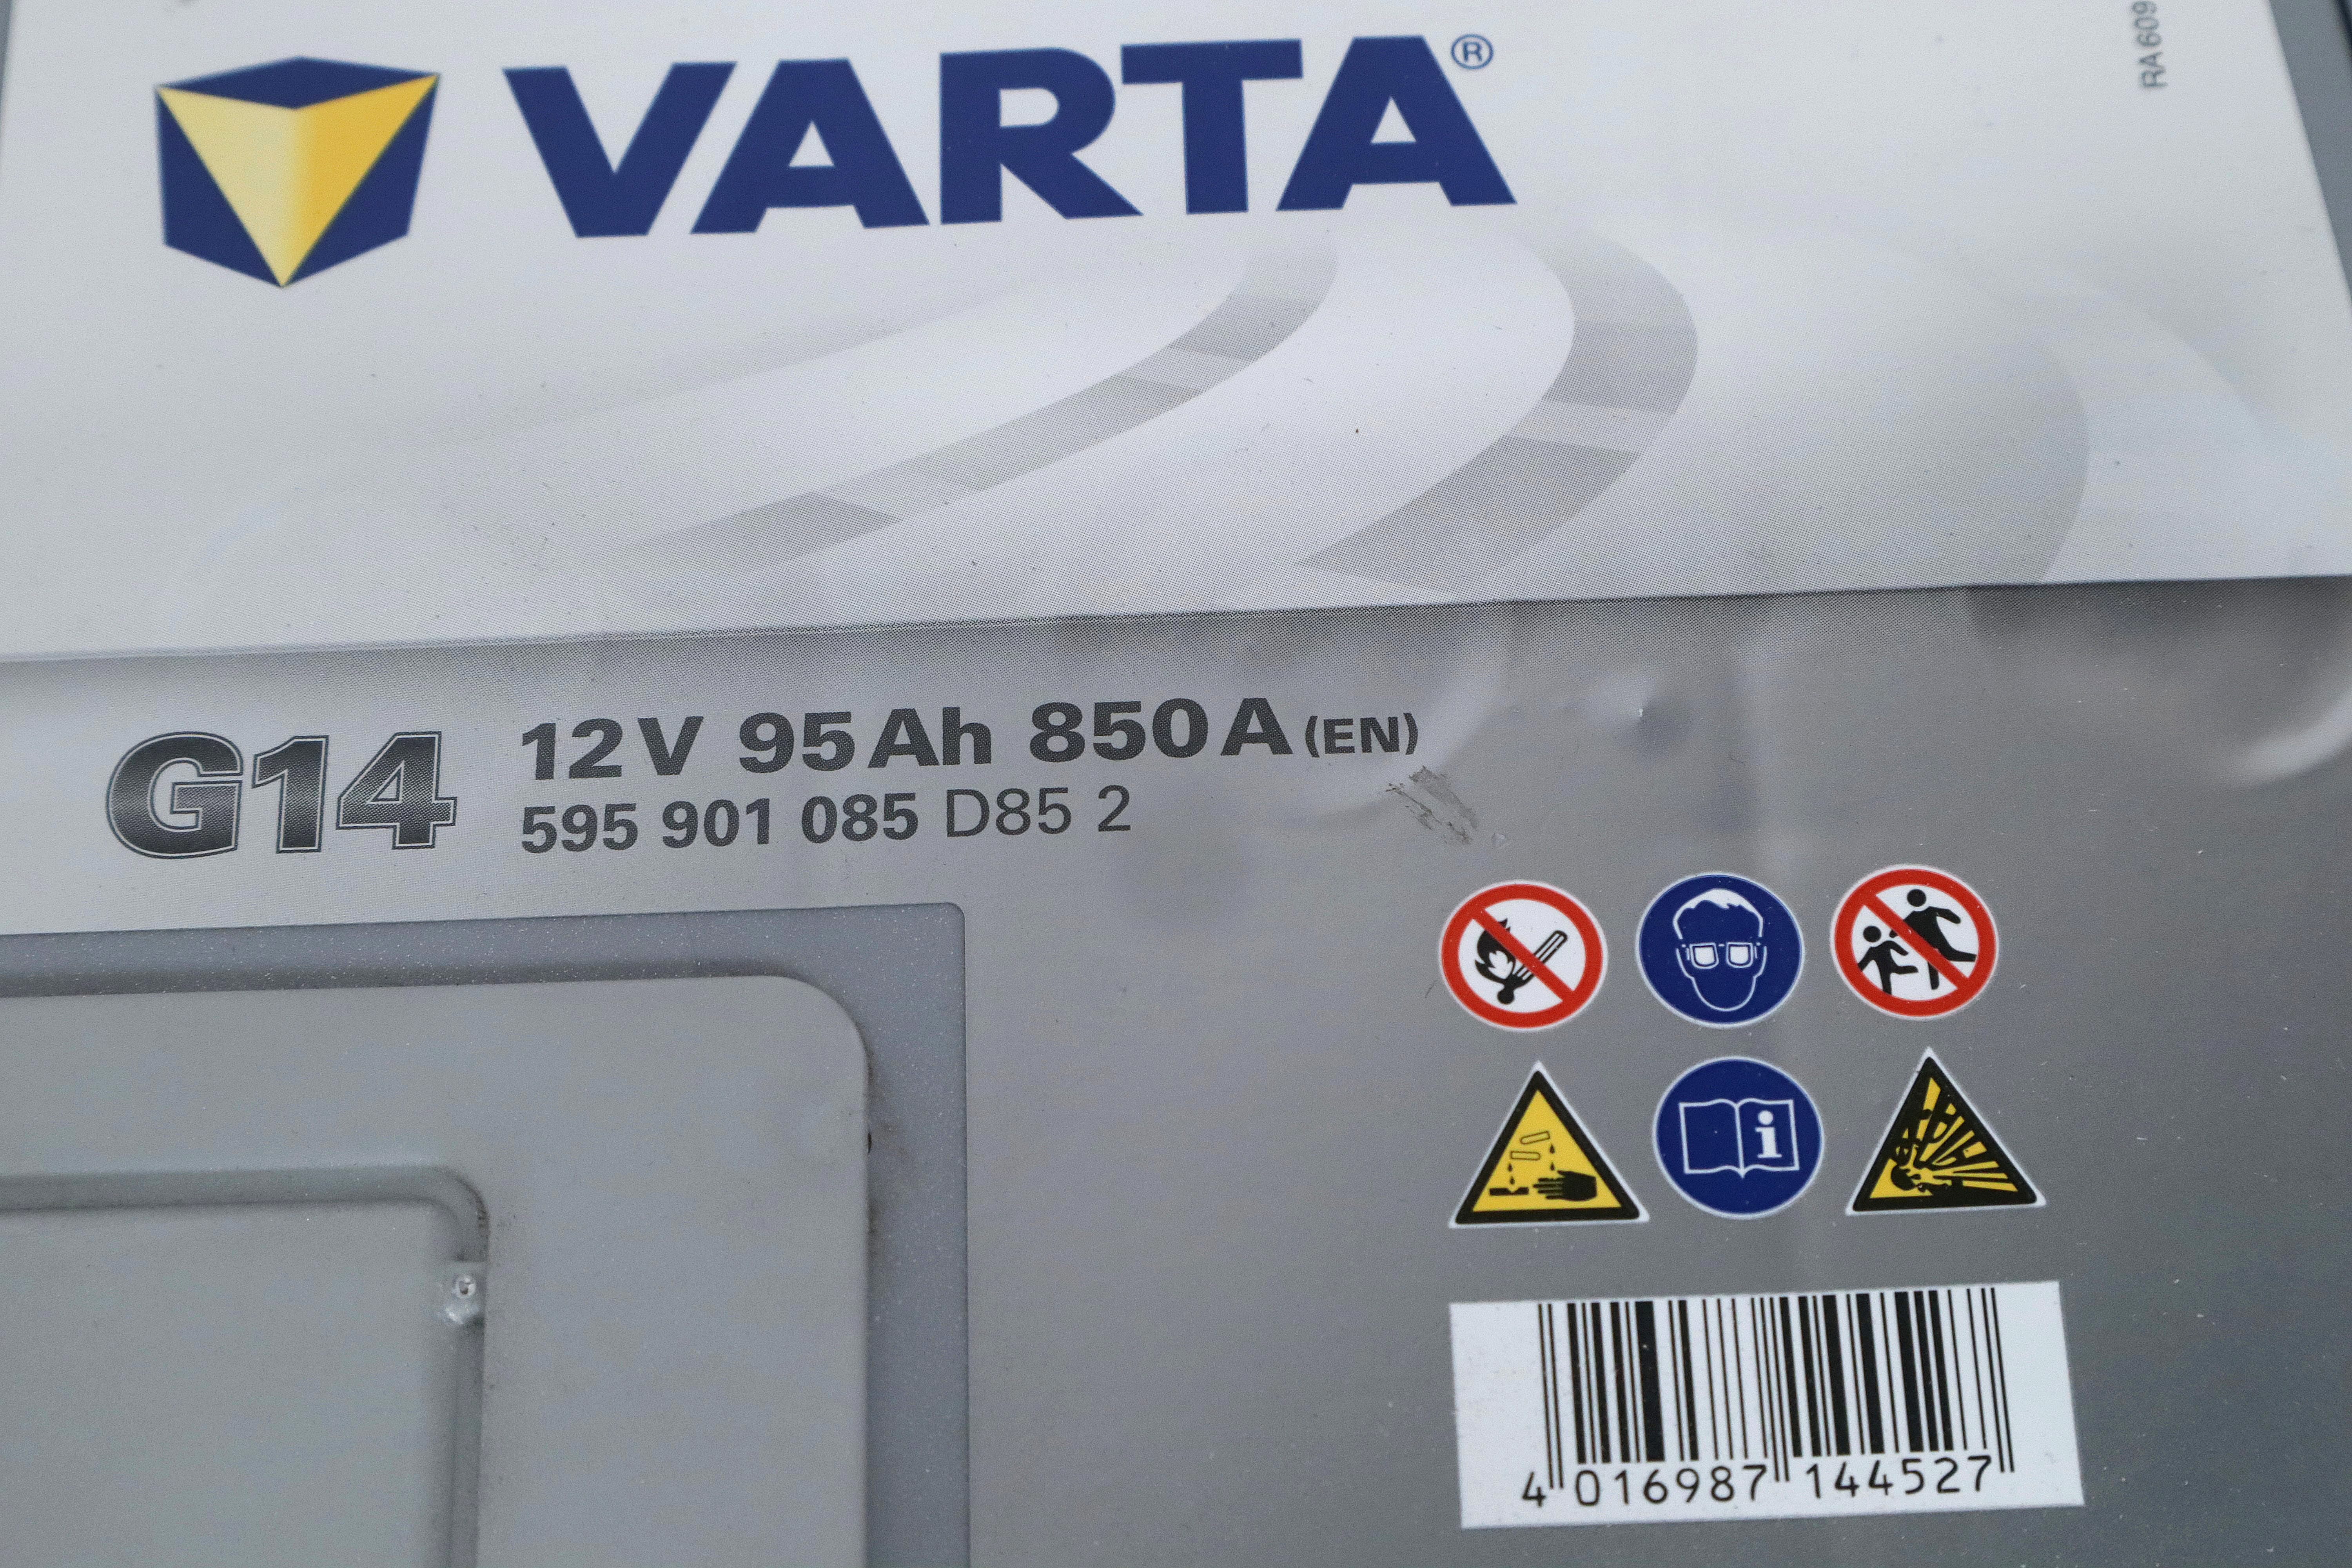 VARTA®
RA 609
G14
12V 95Ah 850A (EN)
595 901 085 D85 2
i
G
4 016987 144527